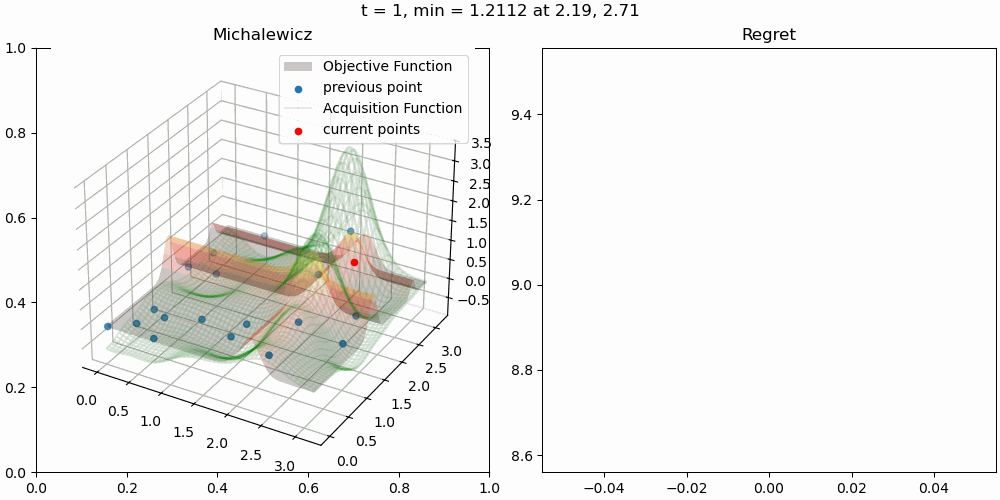 t = 1, min = 1.2112 at 2.19, 2.71
Michalewicz
Objective Function
previous point
Acquisition Function
current points
1.0
0.8
0.6
0.4
0.2
0.0
0.0 0.2 0.4 0.6 0.8 1.0
0.0 0.5 1.0 1.5 2.0 2.5 3.0
0.0 0.5 1.0 1.5 2.0 2.5 3.0
3.5
3.0
2.5
2.0
1.5
1.0
0.5
0.0
−0.5
Regret
9.4
9.2
9.0
8.8
8.6
−0.04 −0.02 0.00 0.02 0.04